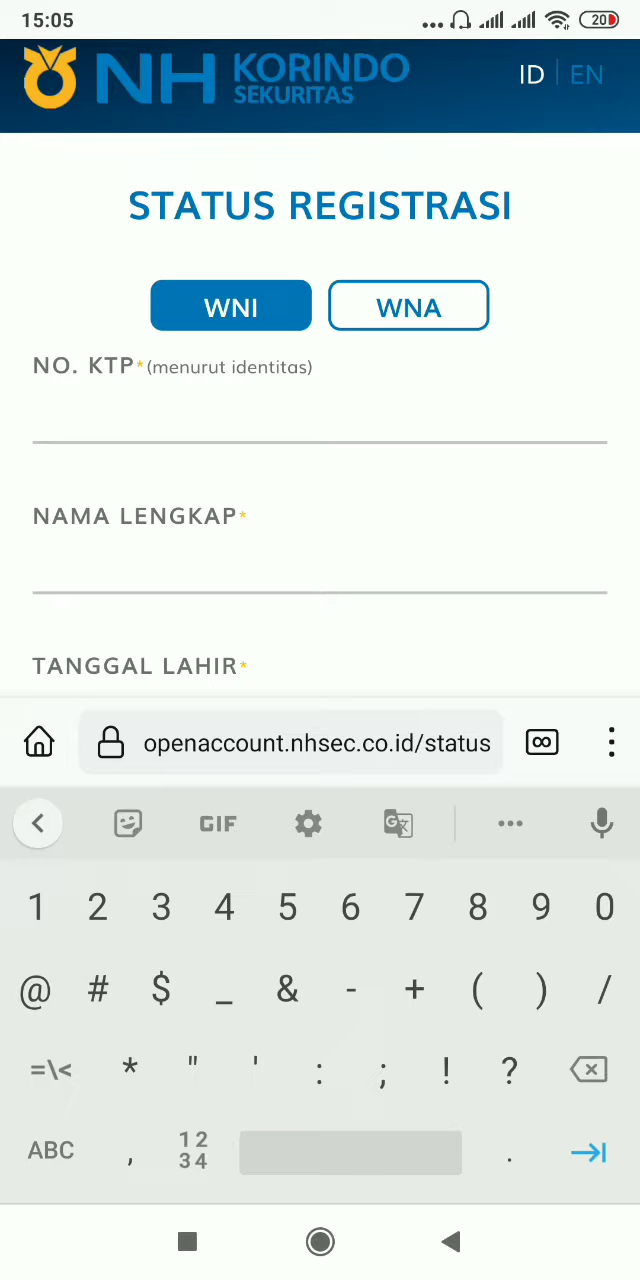 15:05
20
NH KORINDO
SEKURITAS
ID | EN
STATUS REGISTRASI
WNI WNA
NO. KTP*(menurut identitas)
NAMA LENGKAP*
TANGGAL LAHIR*
openaccount.nhsec.co.id/status
GIF
1 2 3 4 5 6 7 8 9 0
@ # $ _ & - + ( ) /
=\< * " ' : ; ! ?
ABC , 12 34 .